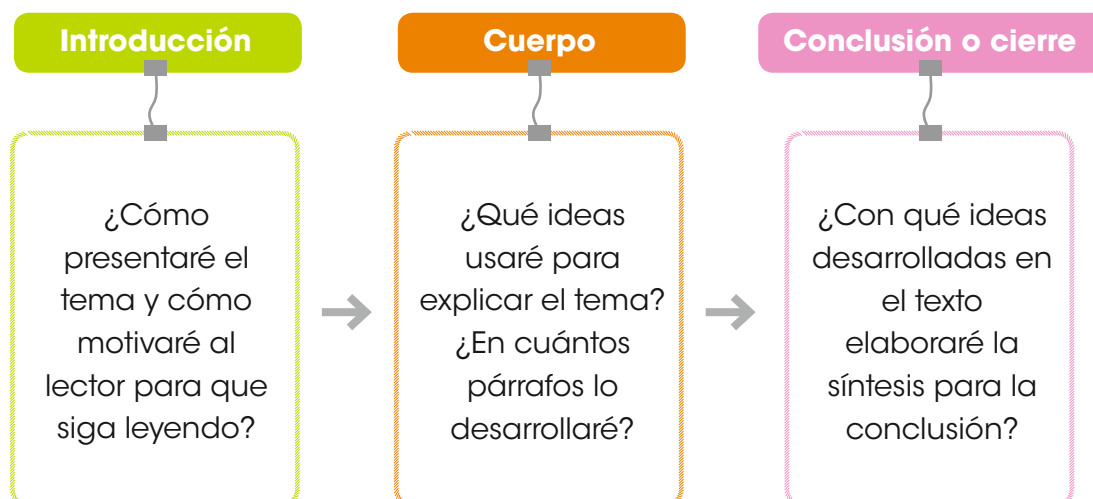 Introducción
¿Cómo
presentaré el
tema y cómo
motivaré al
lector para que
siga leyendo?
Cuerpo
¿Qué ideas
usaré para
explicar el tema?
¿En cuántos
párrafos lo
desarrollaré?
Conclusión o cierre
¿Con qué ideas
desarrolladas en
el texto
elaboraré la
síntesis para la
conclusión?